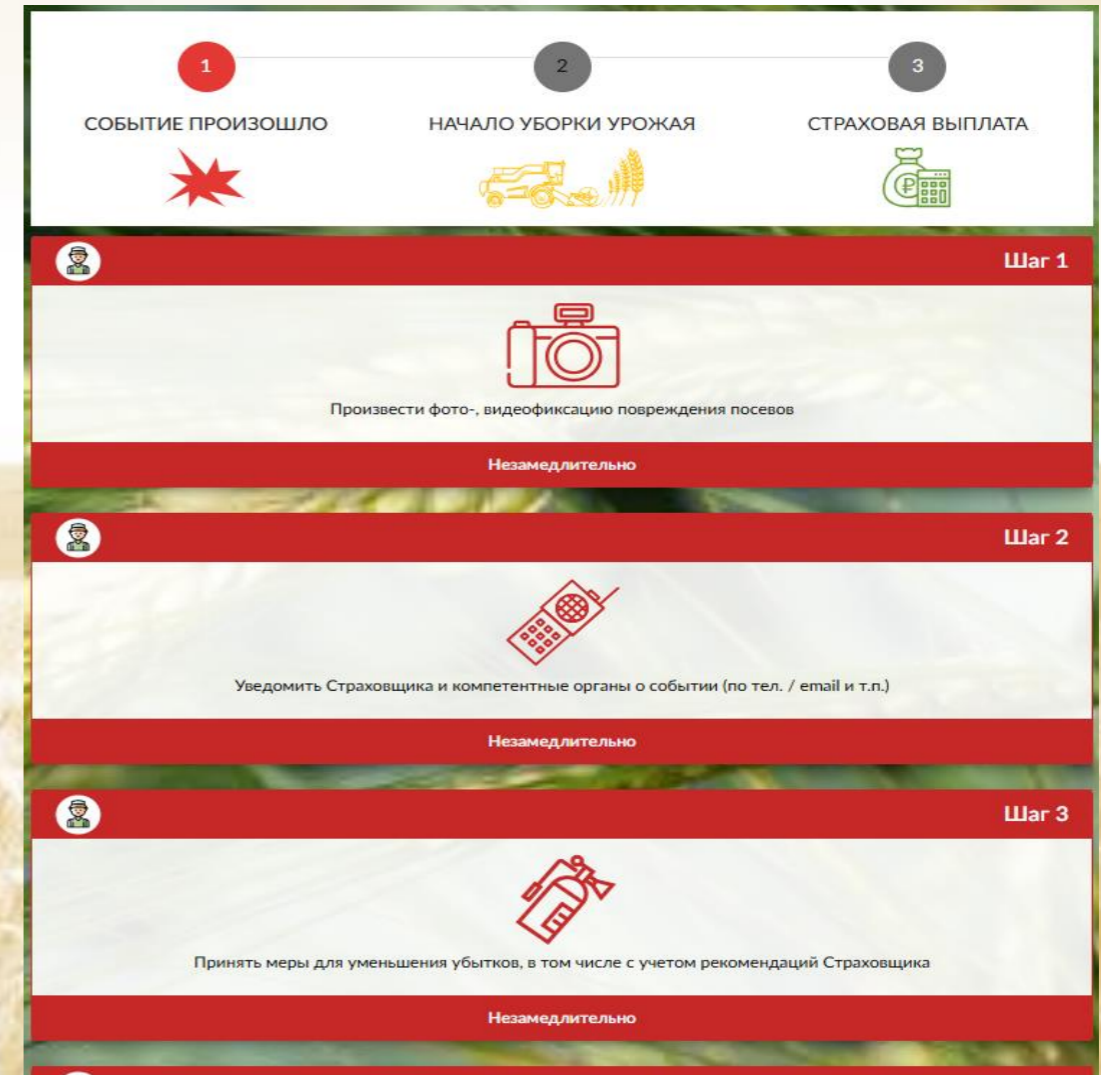 1
2
3
СОБЫТИЕ ПРОИЗОШЛО
НАЧАЛО УБОРКИ УРОЖАЯ
СТРАХОВАЯ ВЫПЛАТА
Шаг 1
Произвести фото-, видеофиксацию повреждения посевов
Незамедлительно
Шаг 2
Уведомить Страховщика и компетентные органы о событии (по тел. / email и т.п.)
Незамедлительно
Шаг 3
Принять меры для уменьшения убытков, в том числе с учетом рекомендаций Страховщика
Незамедлительно